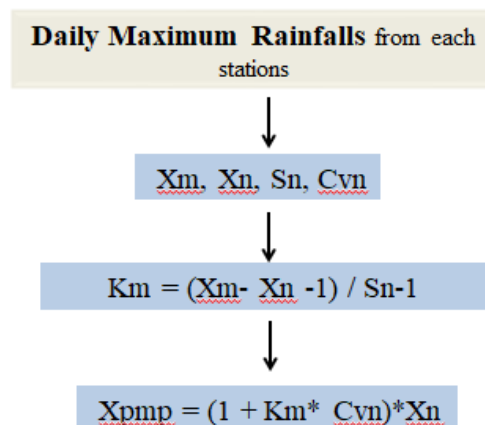 Daily Maximum Rainfalls from each
stations
Xm, Xn, Sn, Cvn
Km = (Xm- Xn -1) / Sn-1
Xpmp = (1 + Km* Cvn)*Xn